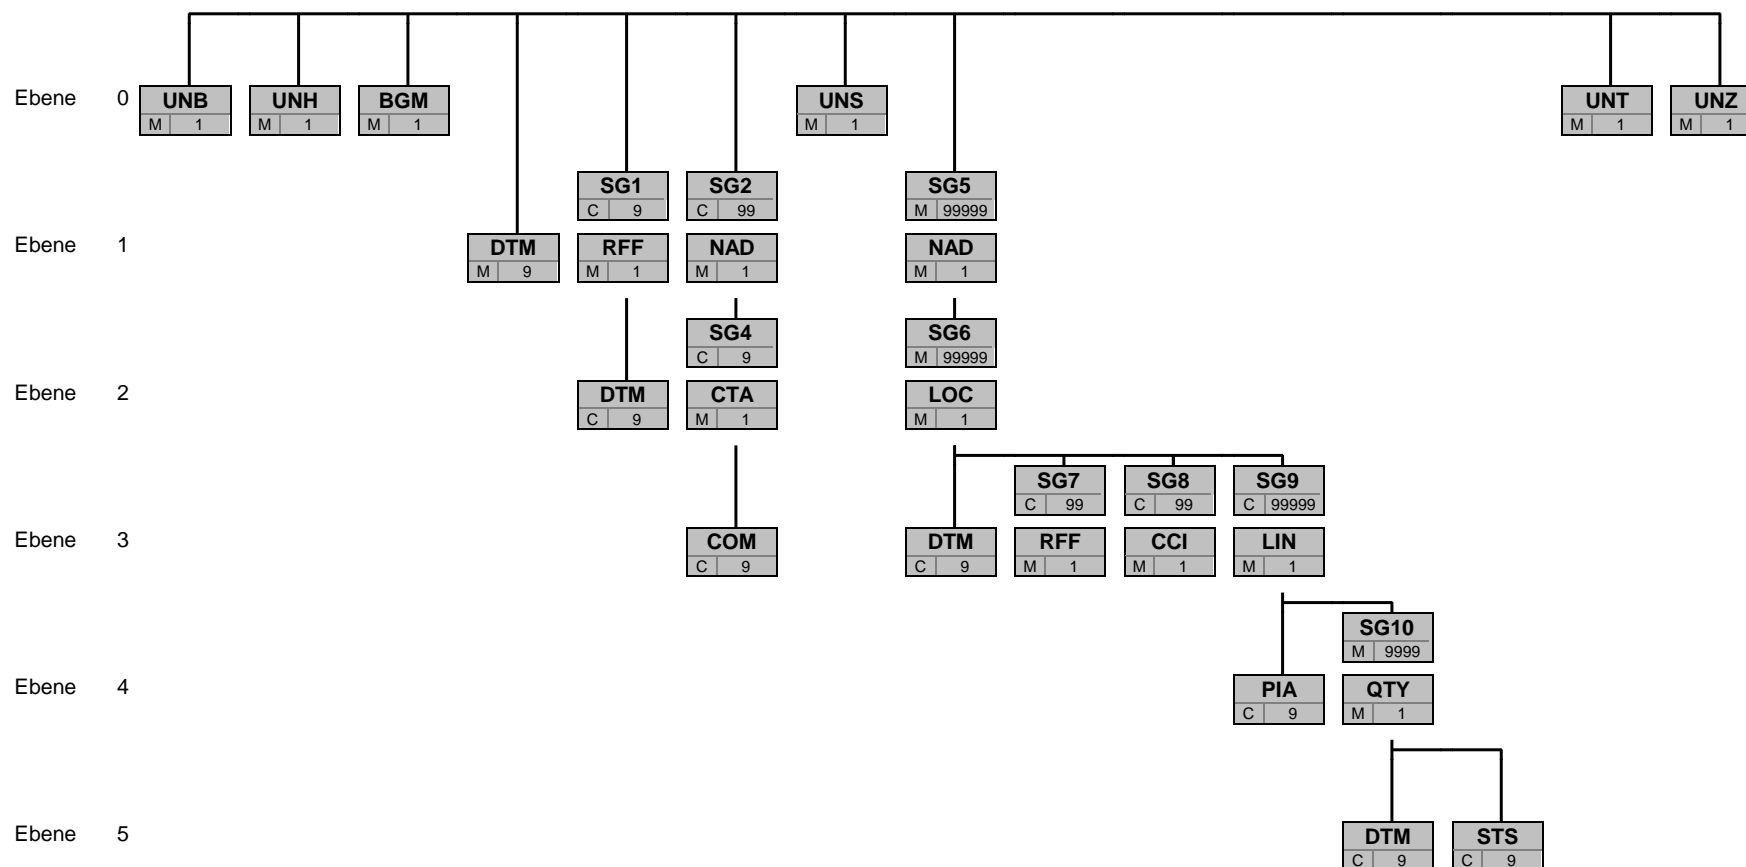 Ebene 0 UNB UNH BGM UNS UNT UNZ
M 1 M 1 M 1 M 1 M 1 M 1
SG1 SG2 SG5
C 9 C 99 M 99999
Ebene 1 DTM RFF NAD NAD
M 9 M 1 M 1 M 1
SG4 SG6
C 9 M 99999
Ebene 2 DTM CTA LOC
C 9 M 1 M 1
SG7 SG8 SG9
C 99 C 99 C 99999
Ebene 3 COM DTM RFF CCI LIN
C 9 C 9 M 1 M 1 M 1
SG10
M 9999
Ebene 4 PIA QTY
C 9 M 1
Ebene 5 DTM STS
C 9 C 9